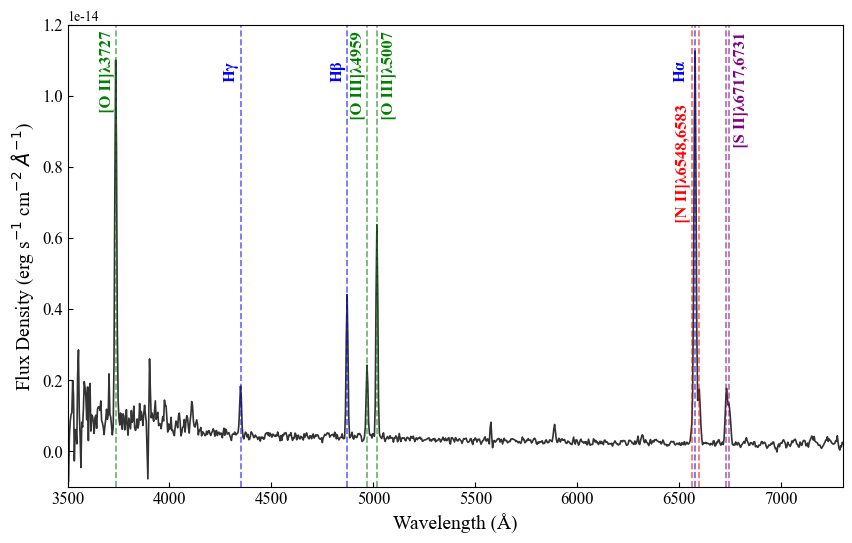 1e-14
1.2
1.0
0.8
0.6
0.4
0.2
0.0
Flux Density (erg s⁻¹ cm⁻² Å⁻¹)
[O II]λ3727
Hγ
Hβ
[O III]λ4959
[O III]λ5007
[N II]λ6548,6583
Hα
[S II]λ6717,6731
3500 4000 4500 5000 5500 6000 6500 7000
Wavelength (Å)